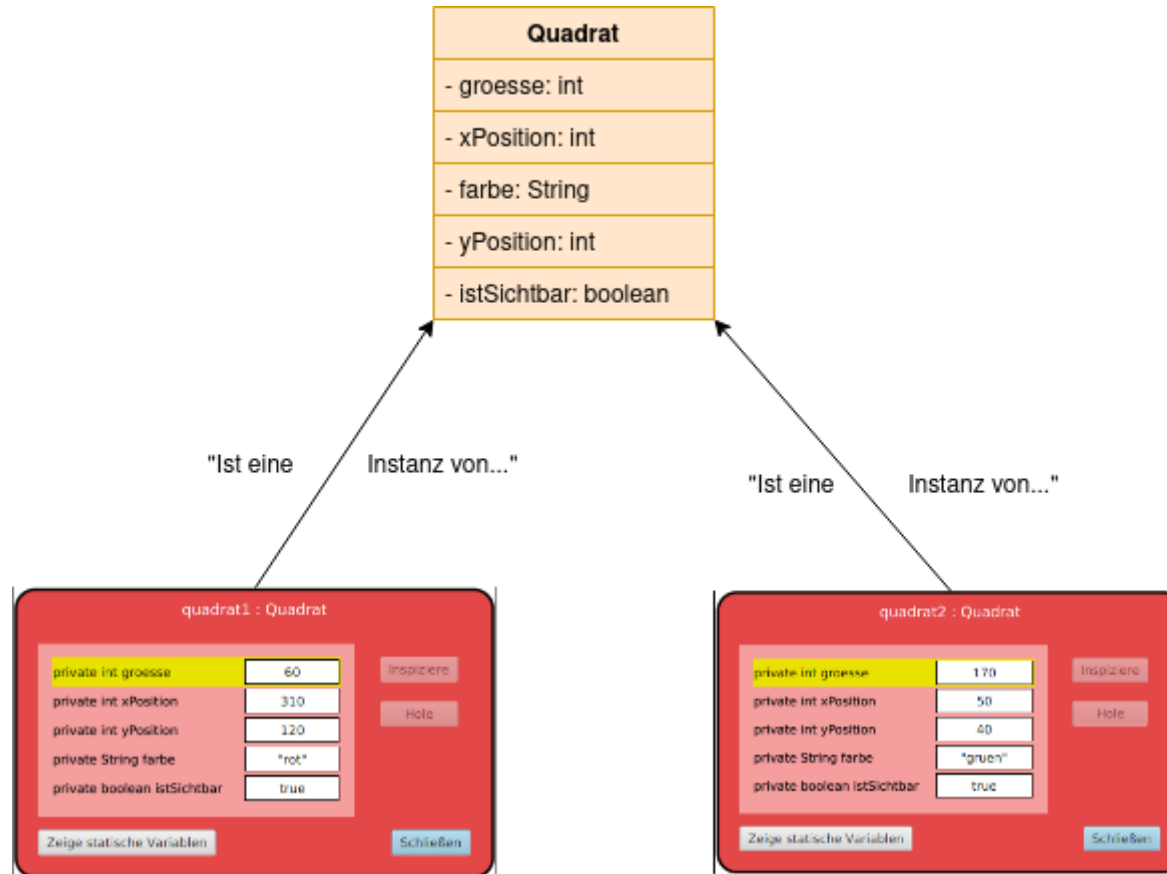 Quadrat
- groesse: int
- xPosition: int
- farbe: String
- yPosition: int
- istSichtbar: boolean
"Ist eine Instanz von..."
"Ist eine Instanz von..."
quadrat1 : Quadrat
private int groesse 60
private int xPosition 310
private int yPosition 120
private String farbe "rot"
private boolean istSichtbar true
Inspiziere
Hole
Zeige statische Variablen
Schließen
quadrat2 : Quadrat
private int groesse 170
private int xPosition 50
private int yPosition 40
private String farbe "gruen"
private boolean istSichtbar true
Inspiziere
Hole
Zeige statische Variablen
Schließen